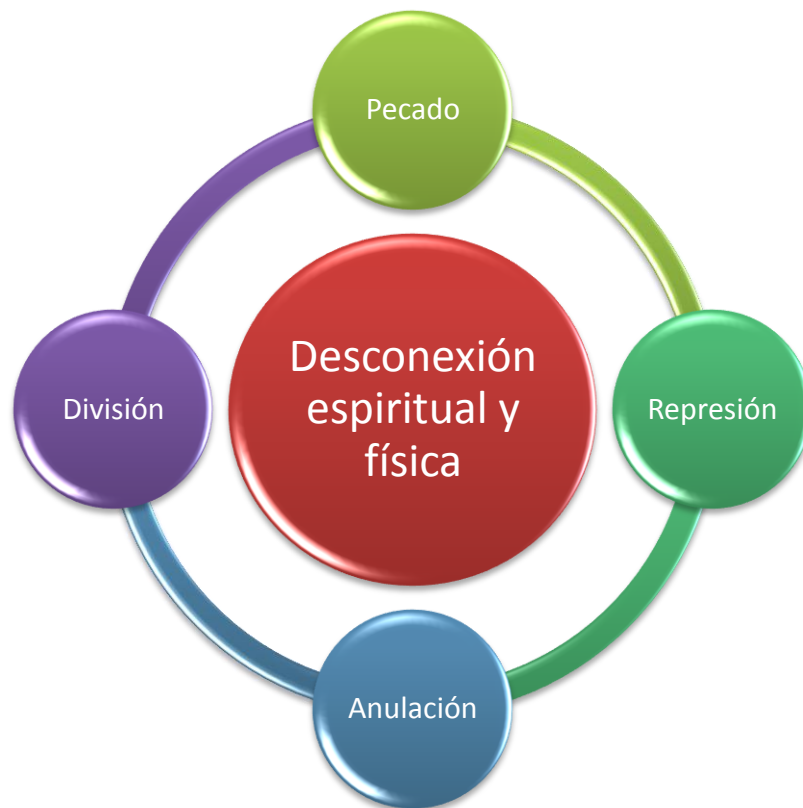 Pecado
Desconexión
espiritual y
física
División
Represión
Anulación